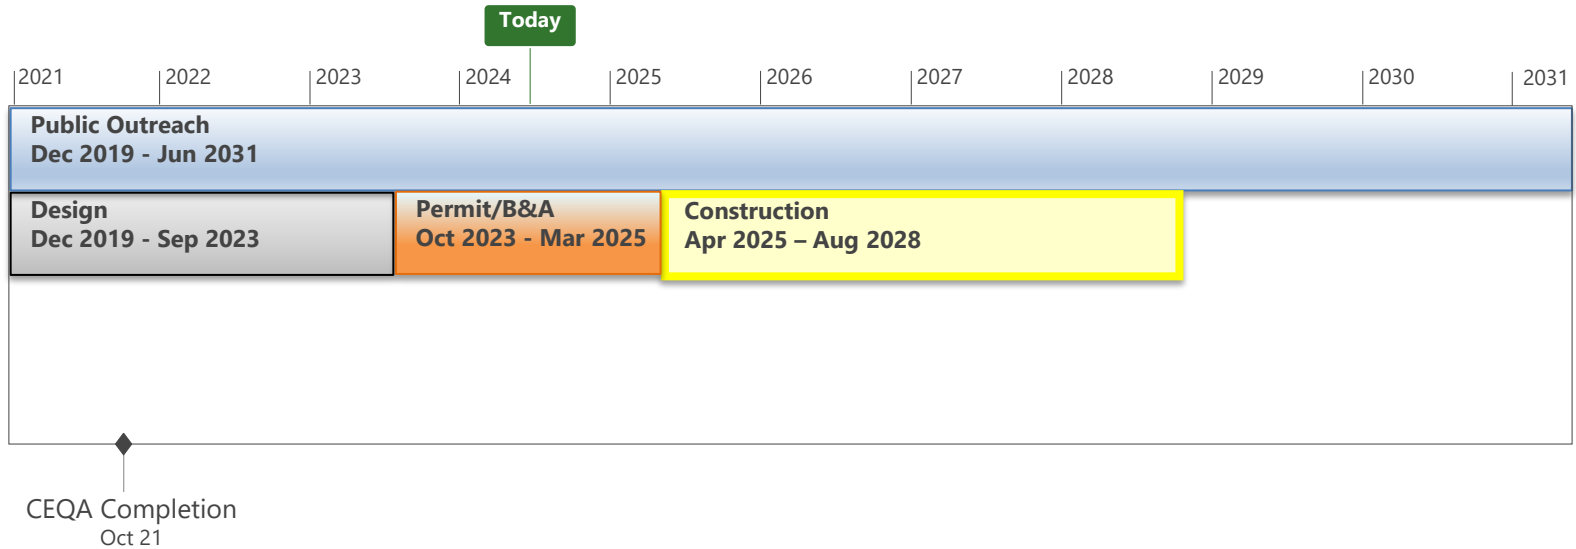 Today
2021 2022 2023 2024 2025 2026 2027 2028 2029 2030 2031
Public Outreach
Dec 2019 - Jun 2031
Design
Dec 2019 - Sep 2023
Permit/B&A
Oct 2023 - Mar 2025
Construction
Apr 2025 – Aug 2028
CEQA Completion
Oct 21